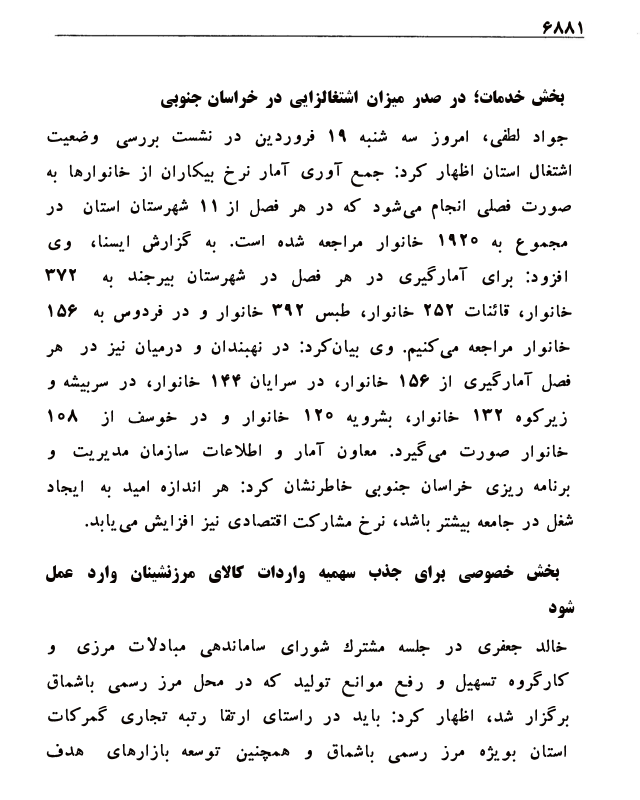 ۶۸۸۱
بخش خدمات؛ در صدر میزان اشتغالزایی در خراسان جنوبی
جواد لطفی، امروز سه شنبه ۱۹ فروردین در نشست بررسی وضعیت
اشتغال استان اظهار کرد: جمع آوری آمار نرخ بیکاران از خانوارها به
صورت فصلی انجام می‌شود که در هر فصل از ۱۱ شهرستان استان در
مجموع به ۱۹۲۰ خانوار مراجعه شده است. به گزارش ایسنا، وی
افزود: برای آمارگیری در هر فصل در شهرستان بیرجند به ۳۷۲
خانوار، قائنات ۲۵۲ خانوار، طبس ۳۹۲ خانوار و در فردوس به ۱۵۶
خانوار مراجعه می‌کنیم. وی بیان‌کرد: در نهبندان و درمیان نیز در هر
فصل آمارگیری از ۱۵۶ خانوار، در سرایان ۱۴۴ خانوار، در سربیشه و
زیرکوه ۱۳۲ خانوار، بشرویه ۱۲۰ خانوار و در خوسف از ۱۰۸
خانوار صورت می‌گیرد. معاون آمار و اطلاعات سازمان مدیریت و
برنامه ریزی خراسان جنوبی خاطرنشان کرد: هر اندازه امید به ایجاد
شغل در جامعه بیشتر باشد، نرخ مشارکت اقتصادی نیز افزایش می‌یابد.
بخش خصوصی برای جذب سهمیه واردات کالای مرزنشینان وارد عمل
شود
خالد جعفری در جلسه مشترك شورای ساماندهی مبادلات مرزی و
کارگروه تسهیل و رفع موانع تولید که در محل مرز رسمی باشماق
برگزار شد، اظهار کرد: باید در راستای ارتقا رتبه تجاری گمرکات
استان بویژه مرز رسمی باشماق و همچنین توسعه بازارهای هدف